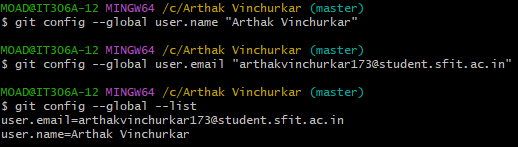 MOAD@IT306A-12 MINGW64 /c/Arthak Vinchurkar (master)
$ git config --global user.name "Arthak Vinchurkar"
MOAD@IT306A-12 MINGW64 /c/Arthak Vinchurkar (master)
$ git config --global user.email "arthakvinchurkar173@student.sfit.ac.in"
MOAD@IT306A-12 MINGW64 /c/Arthak Vinchurkar (master)
$ git config --global --list
user.email=arthakvinchurkar173@student.sfit.ac.in
user.name=Arthak Vinchurkar